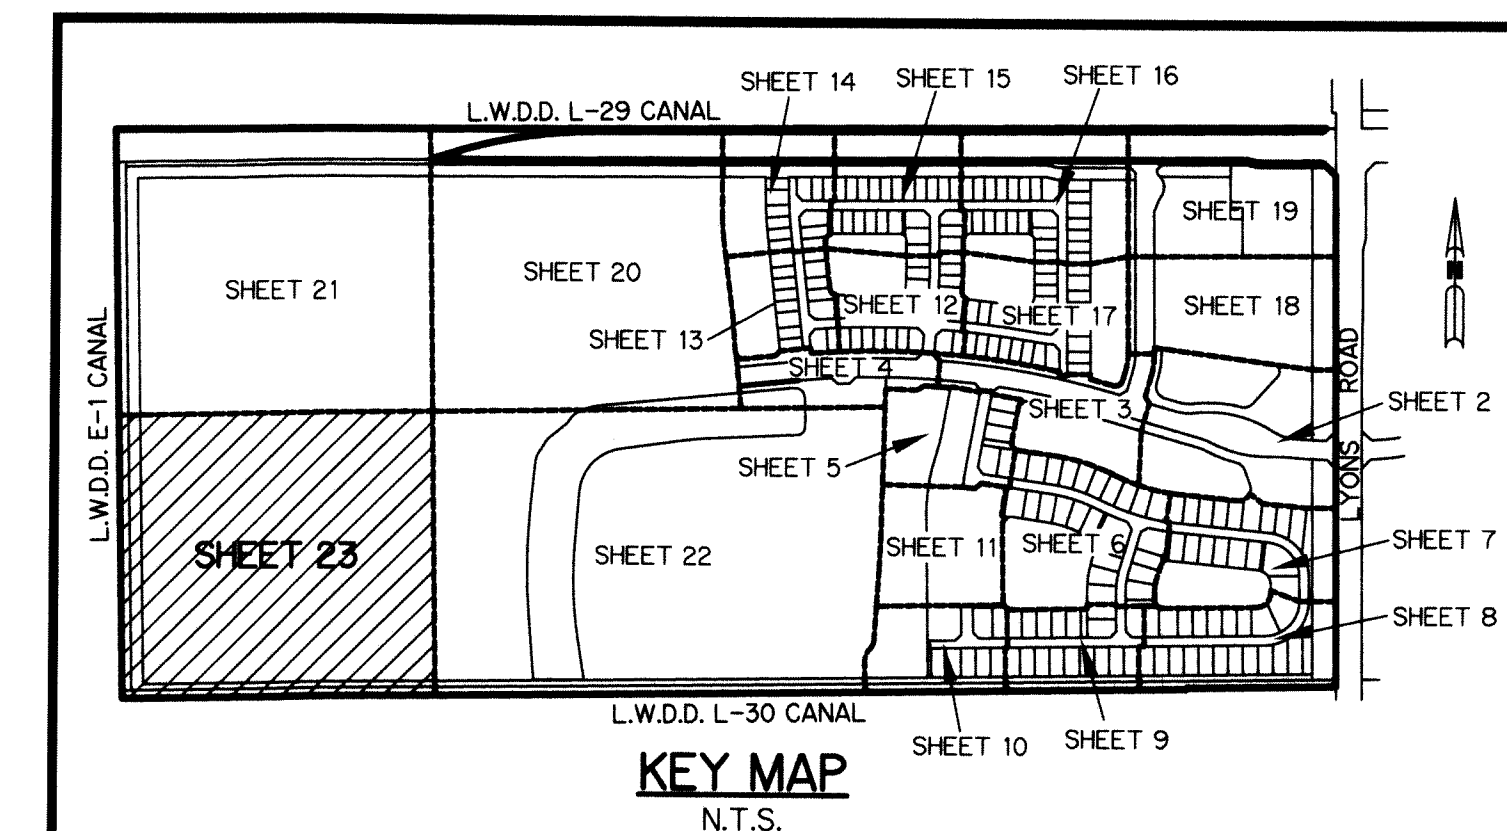 SHEET 14
SHEET 15
SHEET 16
L.W.D.D. L-29 CANAL
SHEET 19
SHEET 21
SHEET 20
SHEET 12
SHEET 17
SHEET 18
SHEET 13
SHEET 4
SHEET 3
SHEET 2
L.W.D.D. E-1 CANAL
LYONS ROAD
SHEET 5
SHEET 23
SHEET 22
SHEET 11
SHEET 6
SHEET 7
SHEET 8
L.W.D.D. L-30 CANAL
SHEET 10
SHEET 9
KEY MAP
N.T.S.